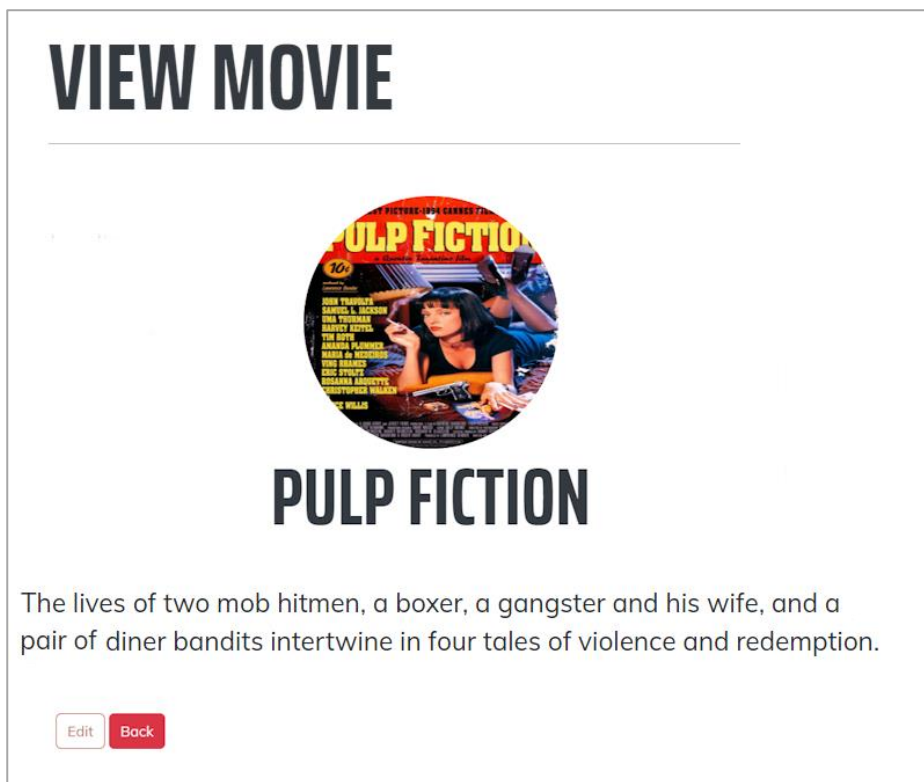 VIEW MOVIE
PULP FICTIO
10¢
JOHN TRAVOLTA
SAMUEL L. JACKSON
UMA THURMAN
HARVEY KEITEL
TIM ROTH
AMANDA PLUMMER
MARIA de MEDEIROS
VING RHAMES
ERIC STOLTZ
ROSANNA ARQUETTE
CHRISTOPHER WALKEN
WILLIS
PULP FICTION
The lives of two mob hitmen, a boxer, a gangster and his wife, and a
pair of diner bandits intertwine in four tales of violence and redemption.
Edit Back